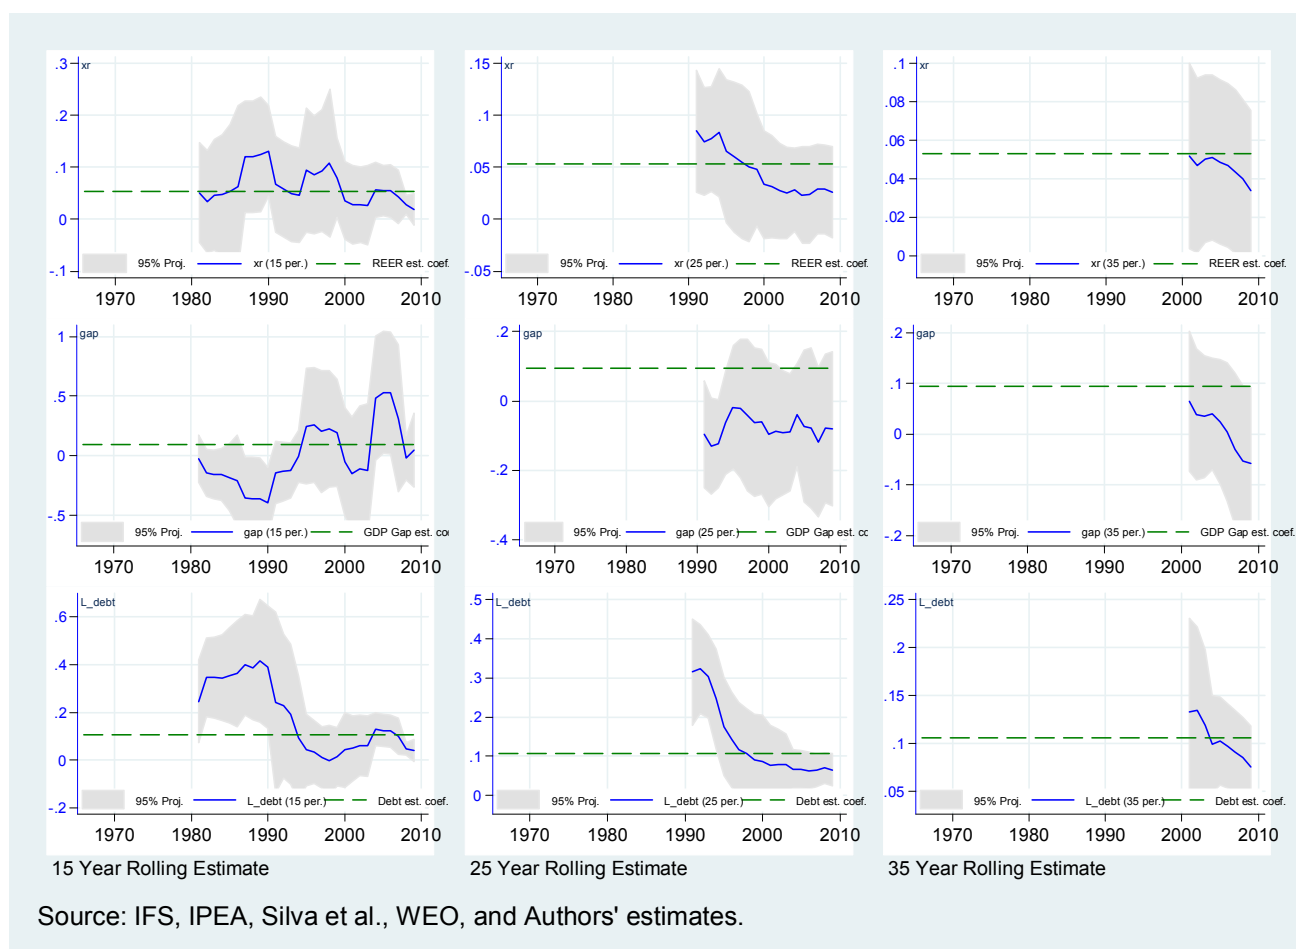 xr
.3
.2
.1
0
-.1
95% Proj. xr (15 per.) REER est. coef.
1970 1980 1990 2000 2010
xr
.15
.1
.05
0
-.05
95% Proj. xr (25 per.) REER est. coef.
1970 1980 1990 2000 2010
xr
.1
.08
.06
.04
.02
0
95% Proj. xr (35 per.) REER est. coef.
1970 1980 1990 2000 2010
gap
1
.5
0
-.5
95% Proj. gap (15 per.) GDP Gap est. co
1970 1980 1990 2000 2010
gap
.2
0
-.2
-.4
95% Proj. gap (25 per.) GDP Gap est. cc
1970 1980 1990 2000 2010
gap
.2
.1
0
-.1
-.2
95% Proj. gap (35 per.) GDP Gap est. coef.
1970 1980 1990 2000 2010
L_debt
.6
.4
.2
0
-.2
95% Proj. L_debt (15 per.) Debt est. coef.
1970 1980 1990 2000 2010
L_debt
.5
.4
.3
.2
.1
0
95% Proj. L_debt (25 per.) Debt est. coef.
1970 1980 1990 2000 2010
L_debt
.25
.2
.15
.1
.05
95% Proj. L_debt (35 per.) Debt est. coef.
1970 1980 1990 2000 2010
15 Year Rolling Estimate
25 Year Rolling Estimate
35 Year Rolling Estimate
Source: IFS, IPEA, Silva et al., WEO, and Authors' estimates.